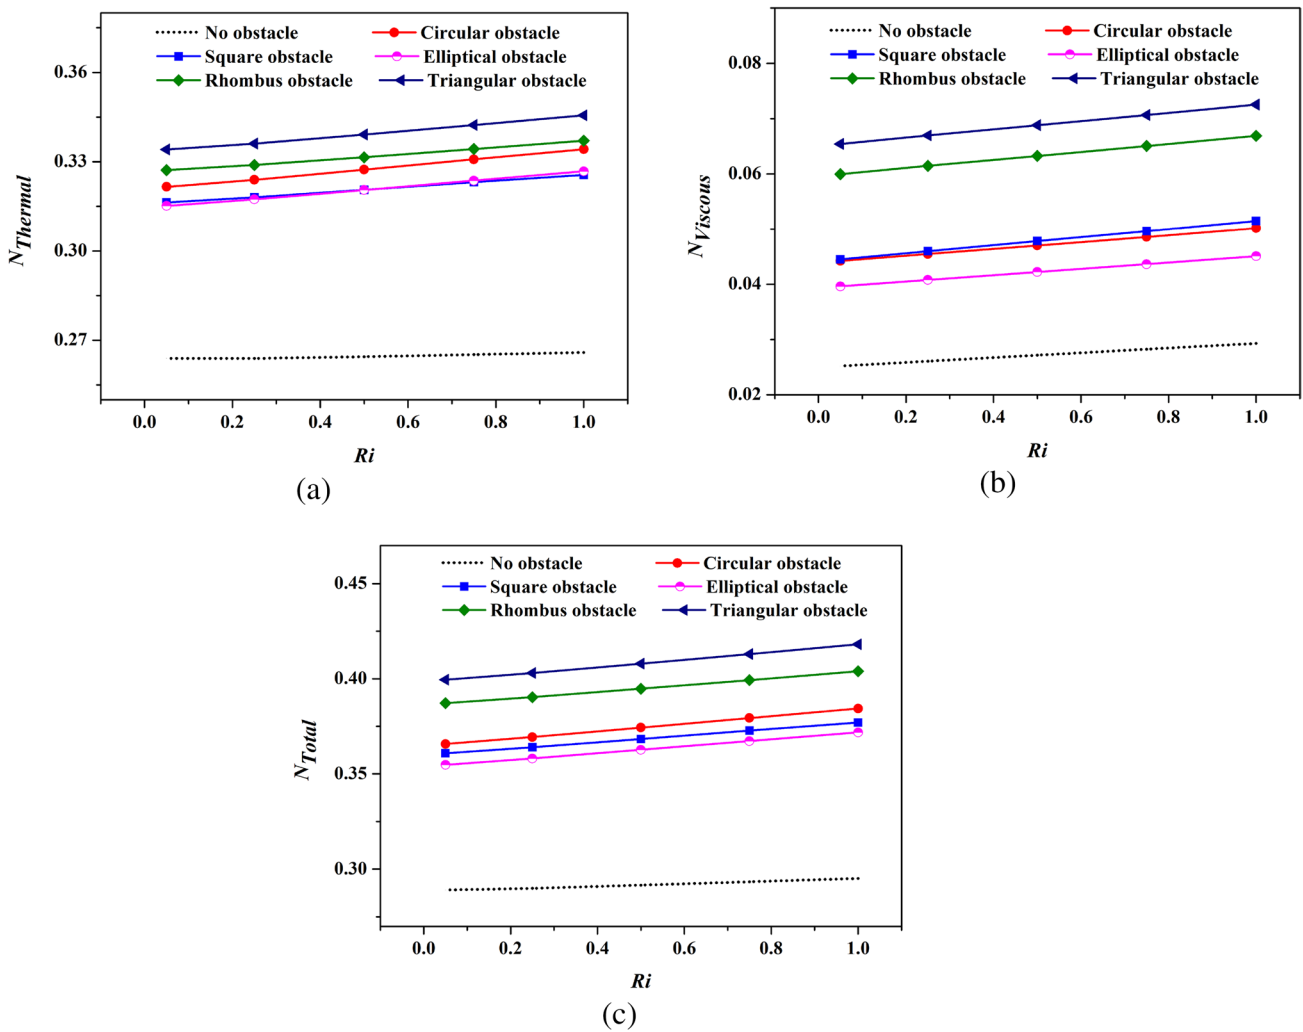 No obstacle Circular obstacle
Square obstacle Elliptical obstacle
Rhombus obstacle Triangular obstacle
0.36
0.33
0.30
0.27
N_Thermal
0.0 0.2 0.4 0.6 0.8 1.0
Ri
(a)
No obstacle Circular obstacle
Square obstacle Elliptical obstacle
Rhombus obstacle Triangular obstacle
0.08
0.06
0.04
0.02
N_Viscous
0.0 0.2 0.4 0.6 0.8 1.0
Ri
(b)
No obstacle Circular obstacle
Square obstacle Elliptical obstacle
Rhombus obstacle Triangular obstacle
0.45
0.40
0.35
0.30
N_Total
0.0 0.2 0.4 0.6 0.8 1.0
Ri
(c)